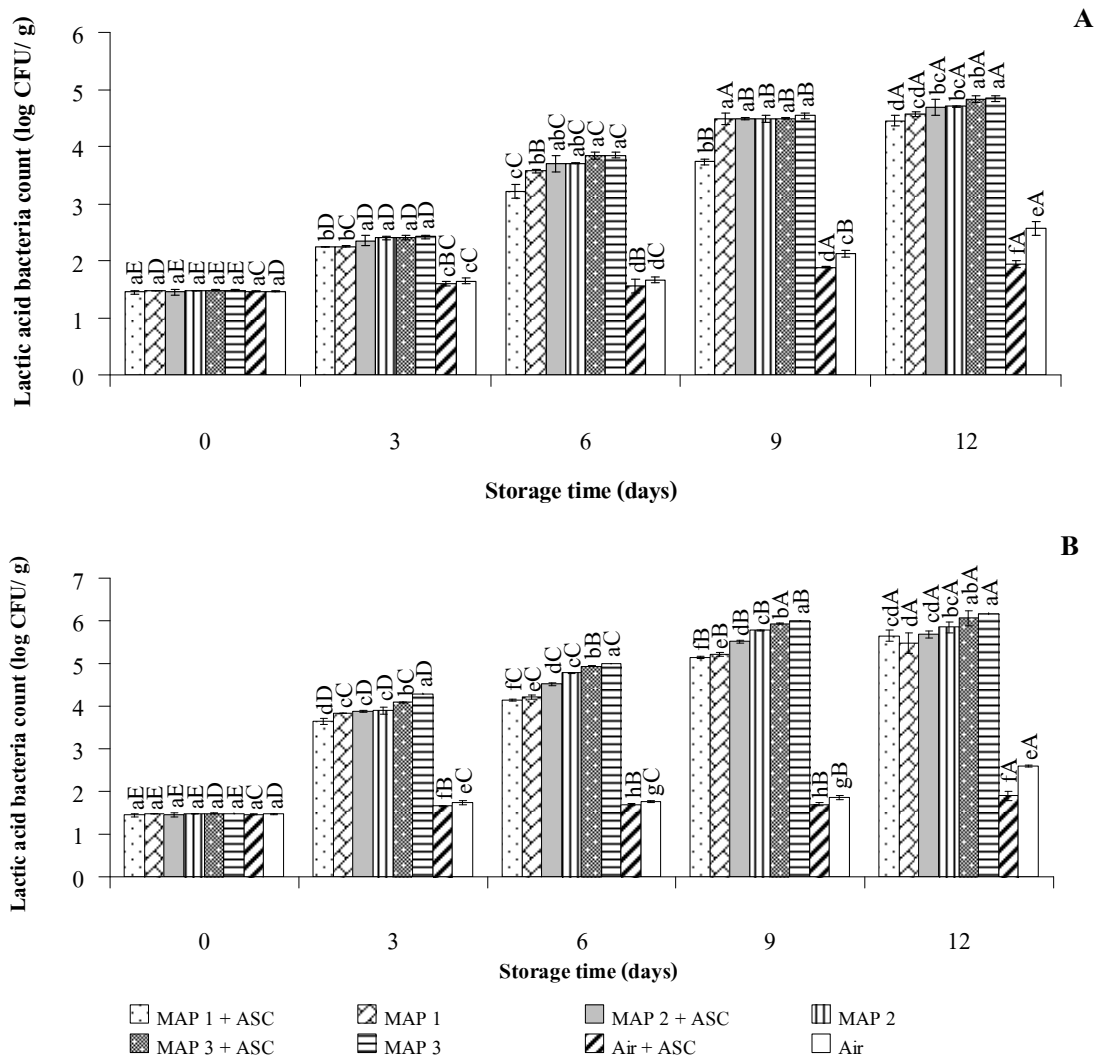 A
Lactic acid bacteria count (log CFU/ g)
6
5
4
3
2
1
0
aE aD aE aE aE aE aC aD
bD bC aD aD aD aD cBC cC
cC bB abC abC aC aC dB dC
bB aA aB aB aB aB dA cB
dA cdA bcA bcA abA aA fA eA
0 3 6 9 12
Storage time (days)
B
Lactic acid bacteria count (log CFU/ g)
7
6
5
4
3
2
1
0
aE aE aE aE aD aE aC aD
dD cC cD cD bC aD fB eC
fC eC dC cC bB aC hB gC
fB eB dB cB bA aB hB gB
cdA dA cdA bcA abA aA fA eA
0 3 6 9 12
Storage time (days)
MAP 1 + ASC MAP 1 MAP 2 + ASC MAP 2
MAP 3 + ASC MAP 3 Air + ASC Air